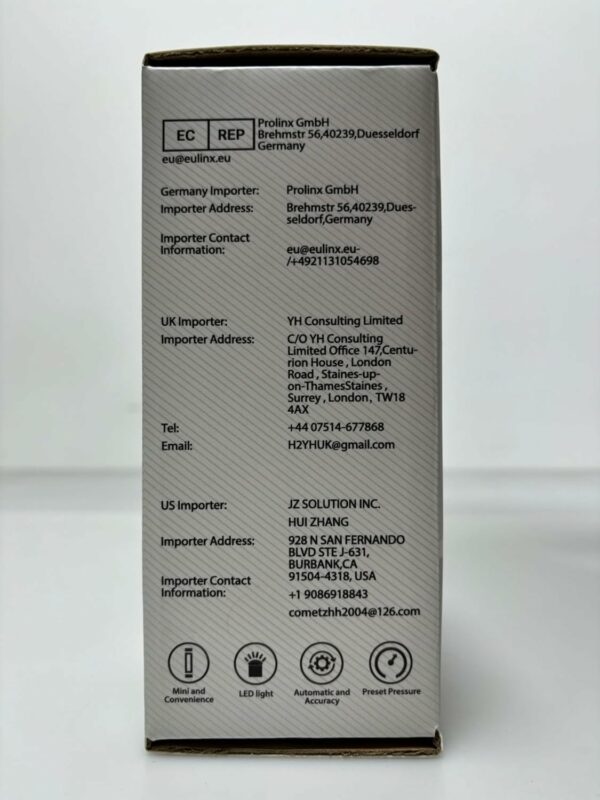 EC REP
Prolinx GmbH
Brehmstr 56,40239,Duesseldorf
Germany
eu@eulinx.eu
Germany Importer: Prolinx GmbH
Importer Address: Brehmstr 56,40239,Dues-
seldorf,Germany
Importer Contact
Information:
eu@eulinx.eu-
/+4921131054698
UK Importer: YH Consulting Limited
Importer Address: C/O YH Consulting
Limited Office 147,Centu-
rion House , London
Road , Staines-up-
on-ThamesStaines ,
Surrey , London , TW18
4AX
Tel: +44 07514-677868
Email: H2YHUK@gmail.com
US Importer: JZ SOLUTION INC.
HUI ZHANG
Importer Address: 928 N SAN FERNANDO
BLVD STE J-631,
BURBANK,CA
91504-4318, USA
Importer Contact
Information:
+1 9086918843
cometzhh2004@126.com
Mini and
Convenience
LED light
Automatic and
Accuracy
Preset Pressure